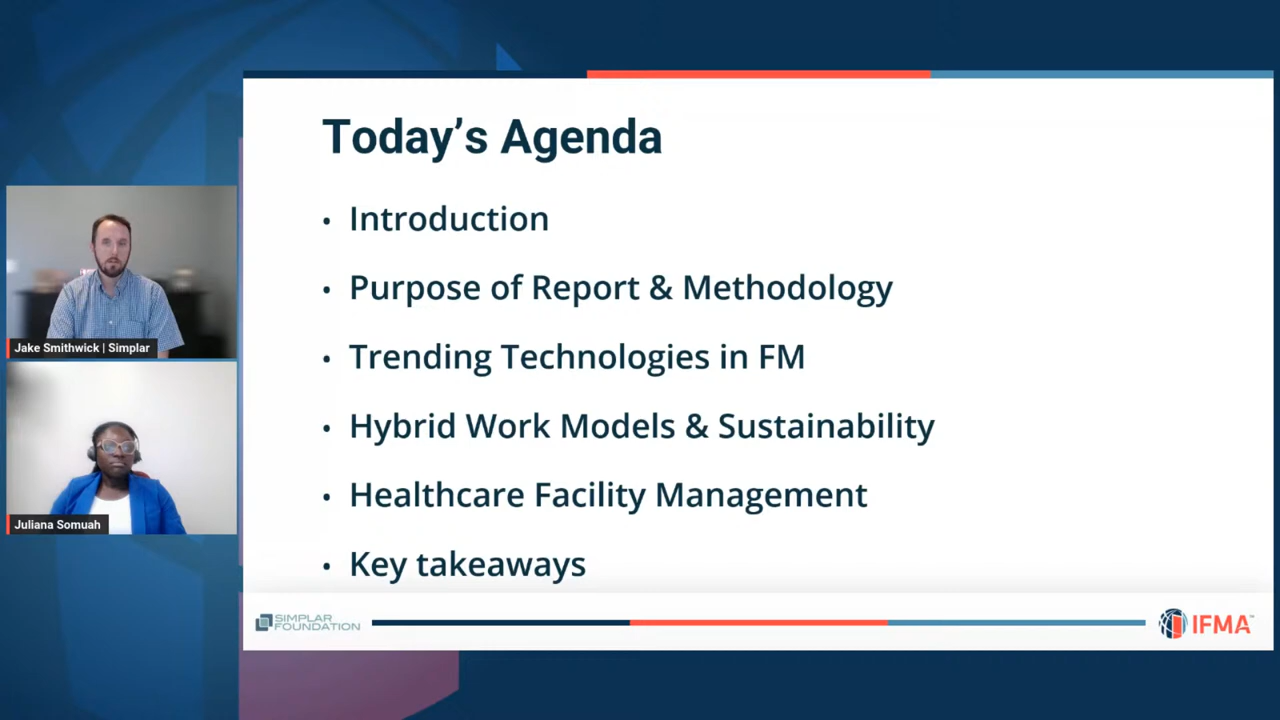 Today's Agenda
• Introduction
• Purpose of Report & Methodology
• Trending Technologies in FM
• Hybrid Work Models & Sustainability
• Healthcare Facility Management
• Key takeaways
Jake Smithwick | Simplar
Juliana Somuah
SIMPLAR
FOUNDATION
IFMA™